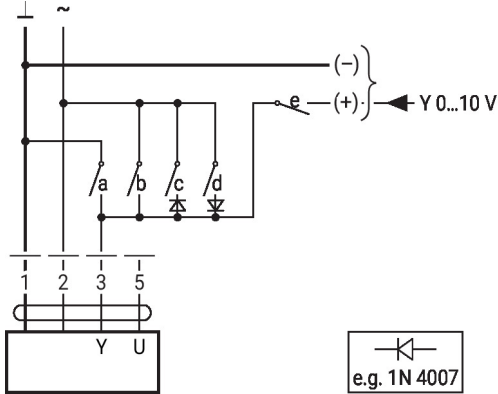 ⊥ ~
(–)
e (+) Y 0...10 V
a b c d
1 2 3 5
Y U
e.g. 1N 4007